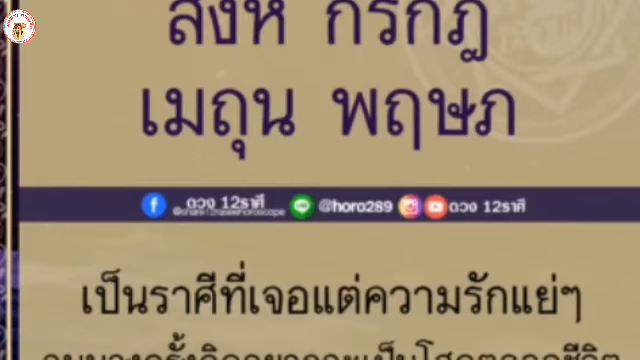 สิงห์ กรกฎ
เมถุน พฤษภ
ดวง 12ราศี @horo289 ดวง 12ราศี
@share12raseehoroscope
เป็นราศีที่เจอแต่ความรักแย่ๆ